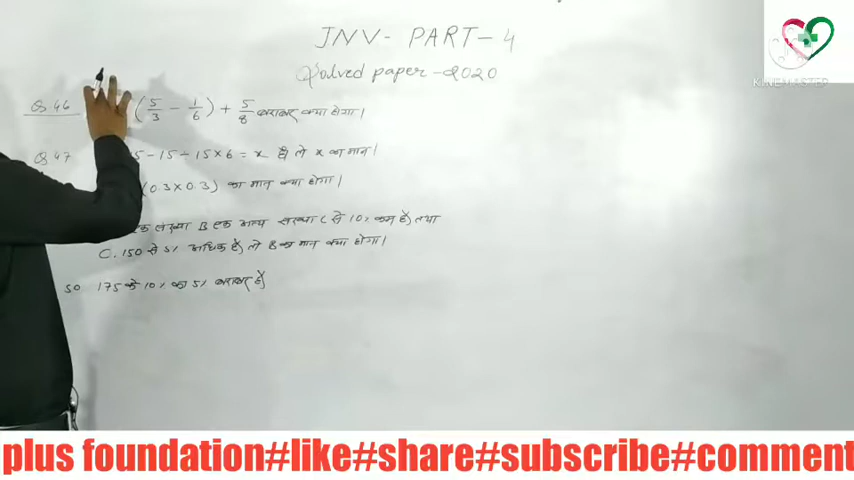 JNV - PART - 4
Solved paper - 2020
KINEMASTER
Q 46 (5/3 - 1/6) + 5/8 बराबर क्या होगा।
Q 47 5 - 15 ÷ 15 x 6 = x है तो x का मान।
(0.3 x 0.3) का मान क्या होगा।
एक संख्या B एक अन्य संख्या C से 10% कम है तथा
C, 150 से 5% अधिक है तो B का मान क्या होगा।
50 175 के 10% का 5% बराबर है
plus foundation#like#share#subscribe#comment